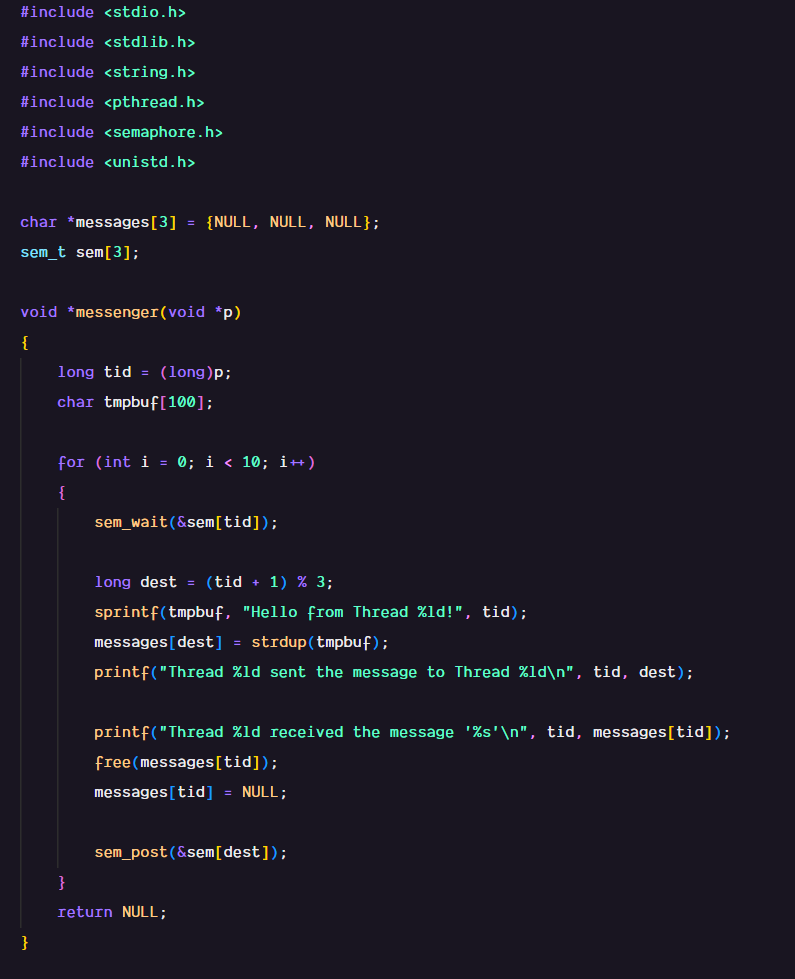 #include <stdio.h>
#include <stdlib.h>
#include <string.h>
#include <pthread.h>
#include <semaphore.h>
#include <unistd.h>

char *messages[3] = {NULL, NULL, NULL};
sem_t sem[3];

void *messenger(void *p)
{
    long tid = (long)p;
    char tmpbuf[100];

    for (int i = 0; i < 10; i++)
    {
        sem_wait(&sem[tid]);

        long dest = (tid + 1) % 3;
        sprintf(tmpbuf, "Hello from Thread %ld!", tid);
        messages[dest] = strdup(tmpbuf);
        printf("Thread %ld sent the message to Thread %ld\n", tid, dest);

        printf("Thread %ld received the message '%s'\n", tid, messages[tid]);
        free(messages[tid]);
        messages[tid] = NULL;

        sem_post(&sem[dest]);
    }
    return NULL;
}